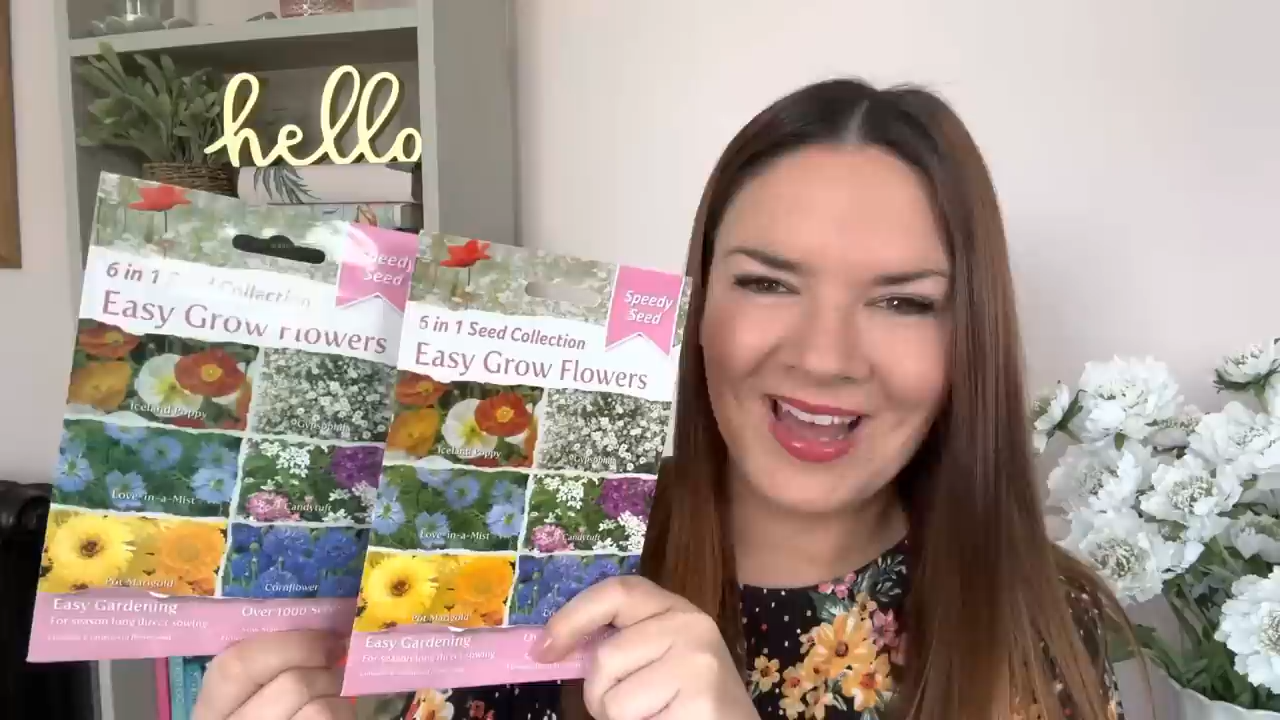 hello
6 in 1 Collection
Speedy
Seed
Easy Grow Flowers
Iceland Poppy
Gypsophila
Love-in-a-Mist
Candytuft
Pot Marigold
Cornflower
Easy Gardening
Over 1000 Seeds
For season long direct sowing
6 in 1 Seed Collection
Speedy
Seed
Easy Grow Flowers
Iceland Poppy
Gypsophila
Love-in-a-Mist
Candytuft
Pot Marigold
Easy Gardening
For season long direct sowing